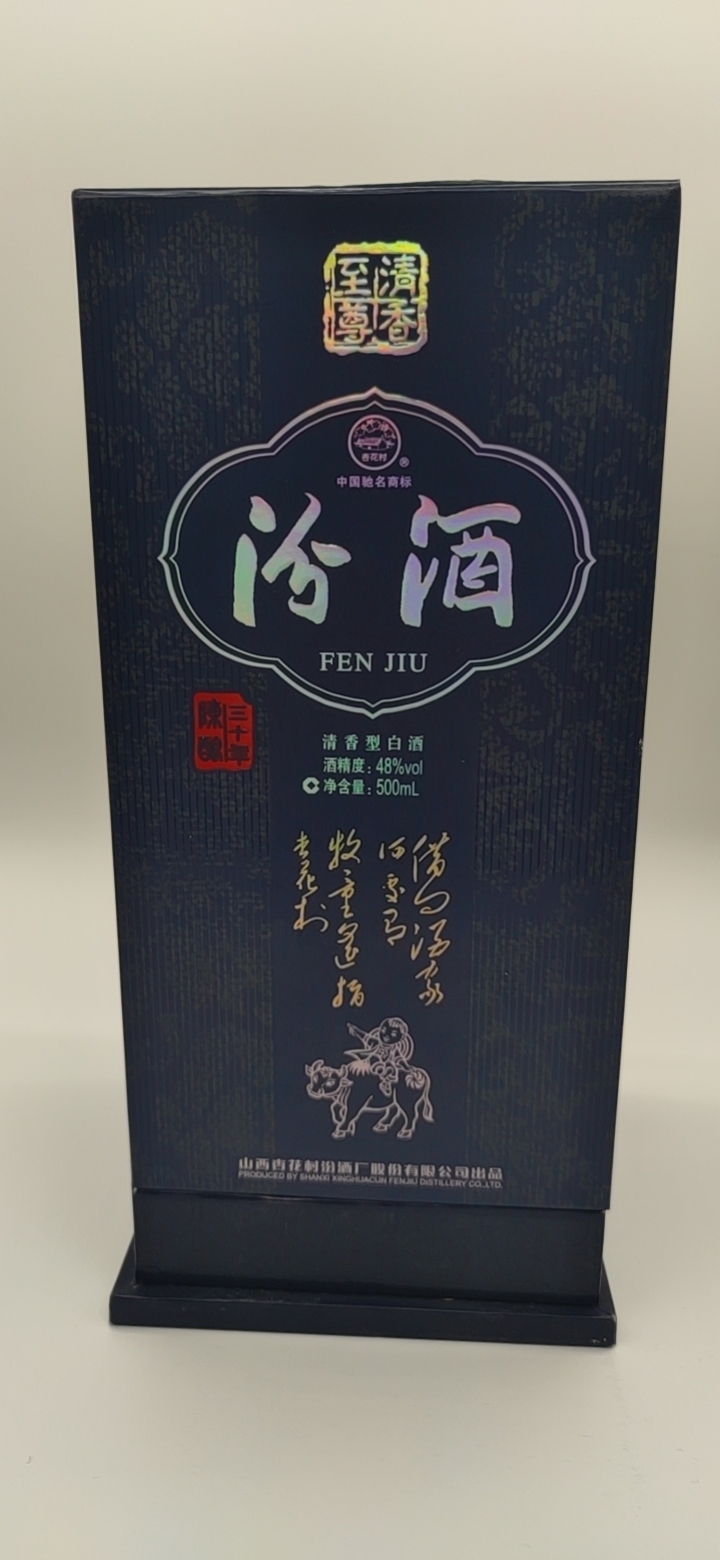 清香
至尊
杏花村
®
中国驰名商标
汾酒
FEN JIU
三十年
陳釀
清香型白酒
酒精度：48%vol
净含量：500mL
借问酒家
何处有
牧童遥指
杏花村
山西杏花村汾酒厂股份有限公司出品
PRODUCED BY SHANXI XINGHUACUN FENJIU DISTILLERY CO.,LTD.